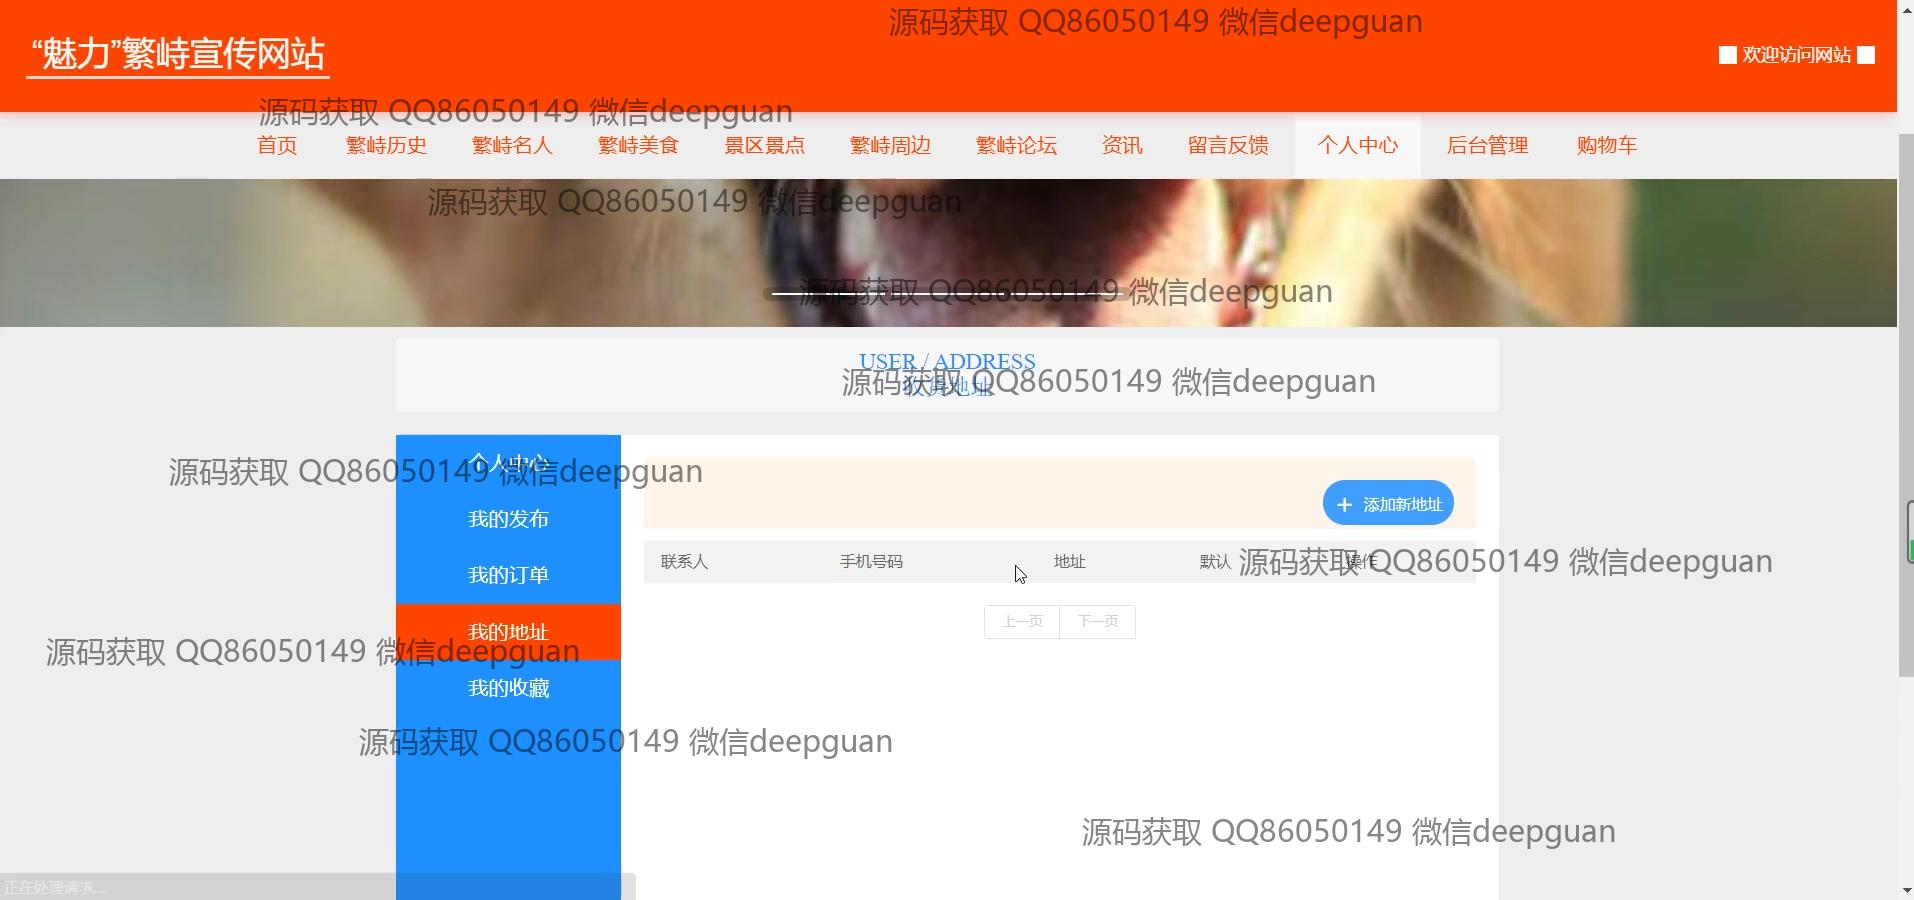 源码获取 QQ86050149 微信deepguan
“魅力”繁峙宣传网站
欢迎访问网站
源码获取 QQ86050149 微信deepguan
首页 繁峙历史 繁峙名人 繁峙美食 景区景点 繁峙周边 繁峙论坛 资讯 留言反馈 个人中心 后台管理 购物车
源码获取 QQ86050149 微信deepguan
源码获取 QQ86050149 微信deepguan
USER / ADDRESS
收货地址
源码获取 QQ86050149 微信deepguan
个人中心
源码获取 QQ86050149 微信deepguan
我的发布
添加新地址
联系人 手机号码 地址 默认 操作
源码获取 QQ86050149 微信deepguan
我的订单
上一页 下一页
我的地址
源码获取 QQ86050149 微信deepguan
我的收藏
源码获取 QQ86050149 微信deepguan
源码获取 QQ86050149 微信deepguan
正在处理请求...